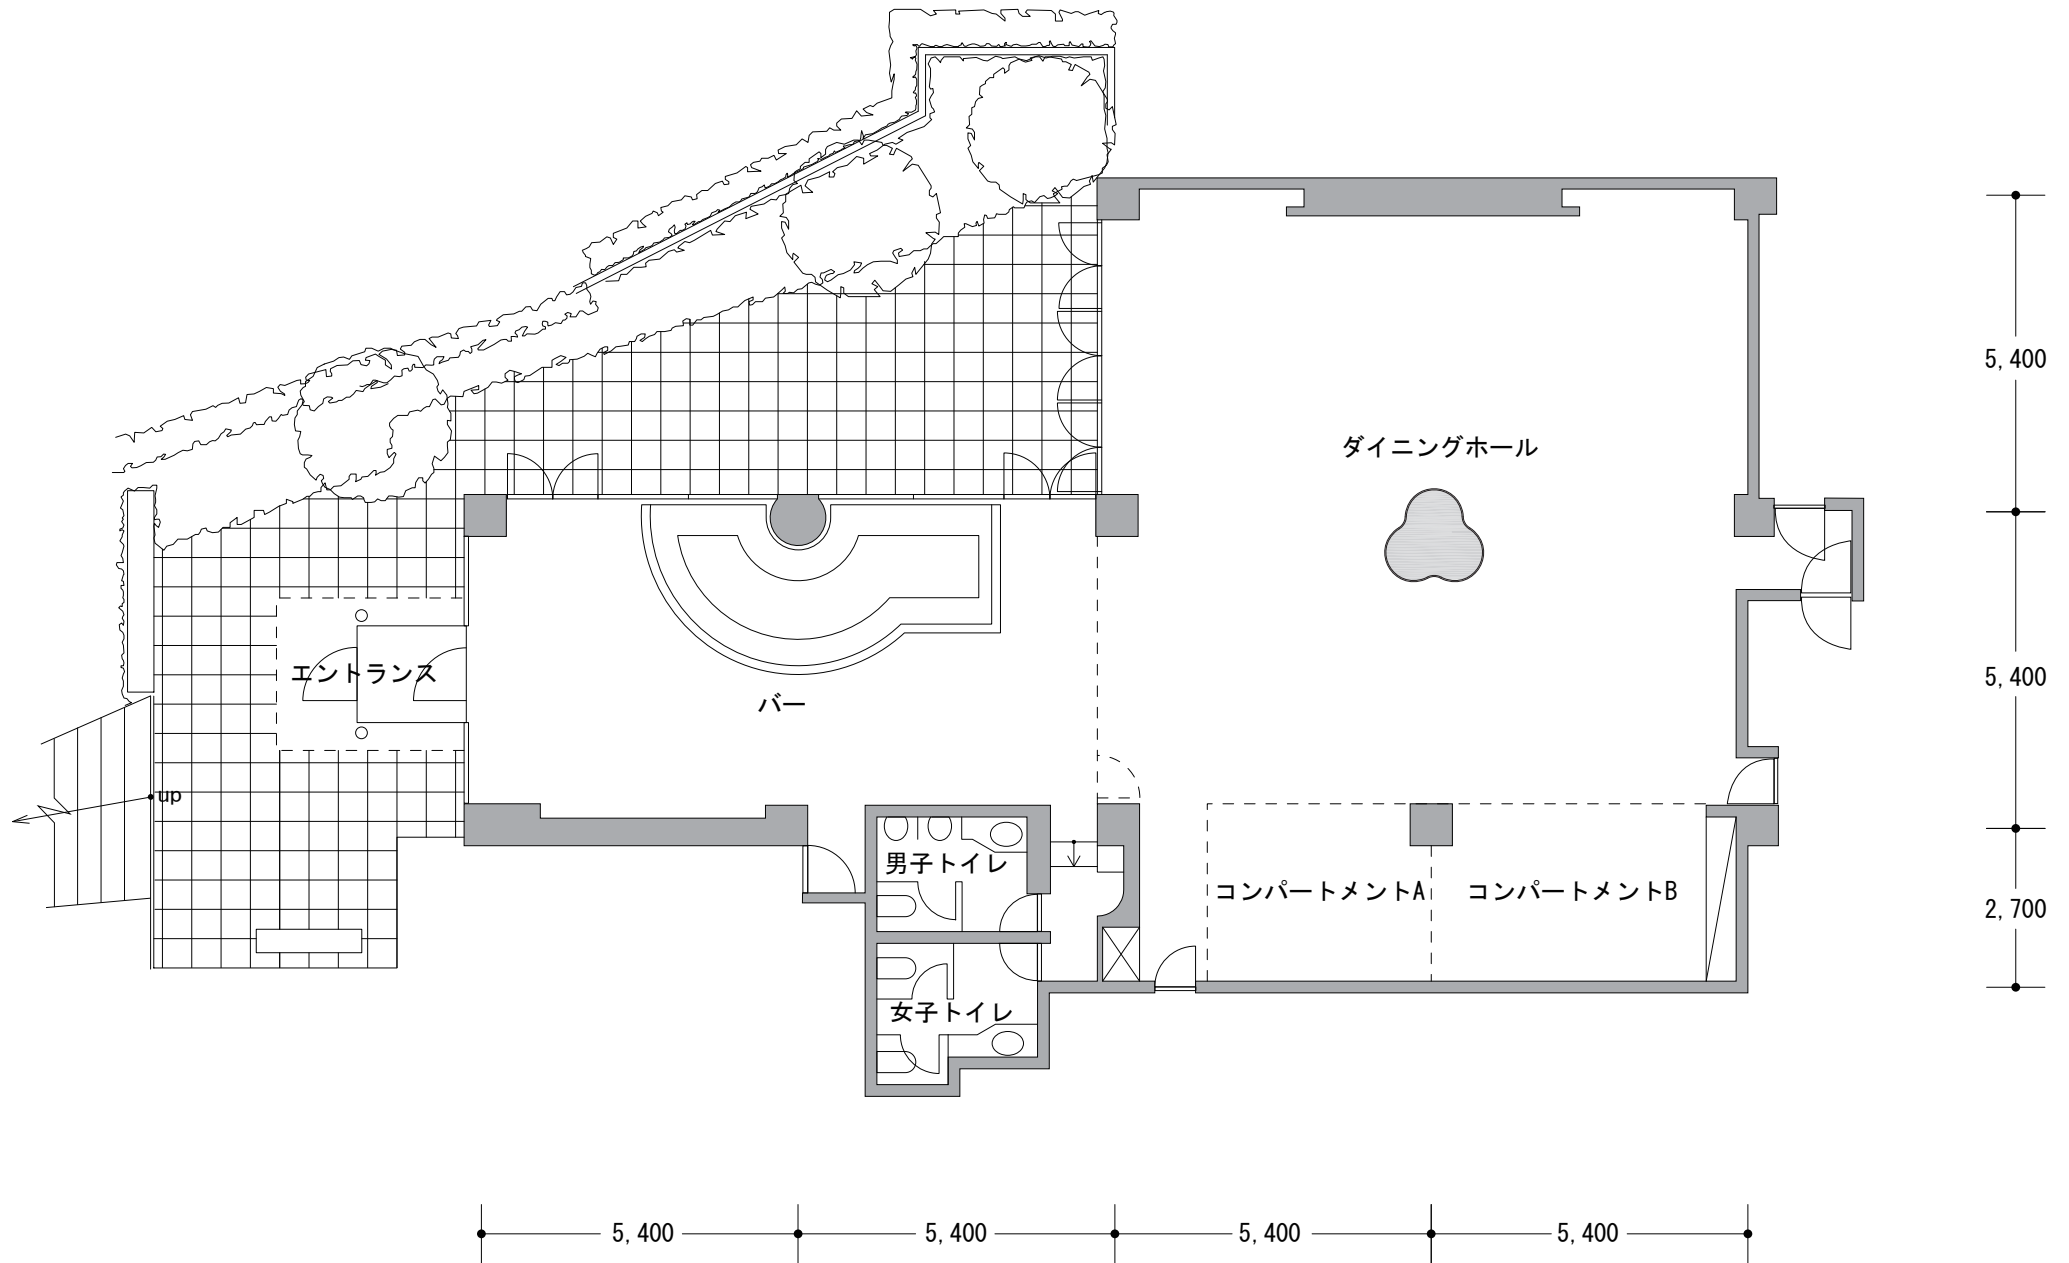 5,400
ダイニングホール
エントランス
5,400
バー
up
男子トイレ
コンパートメントA
コンパートメントB
2,700
女子トイレ
5,400
5,400
5,400
5,400